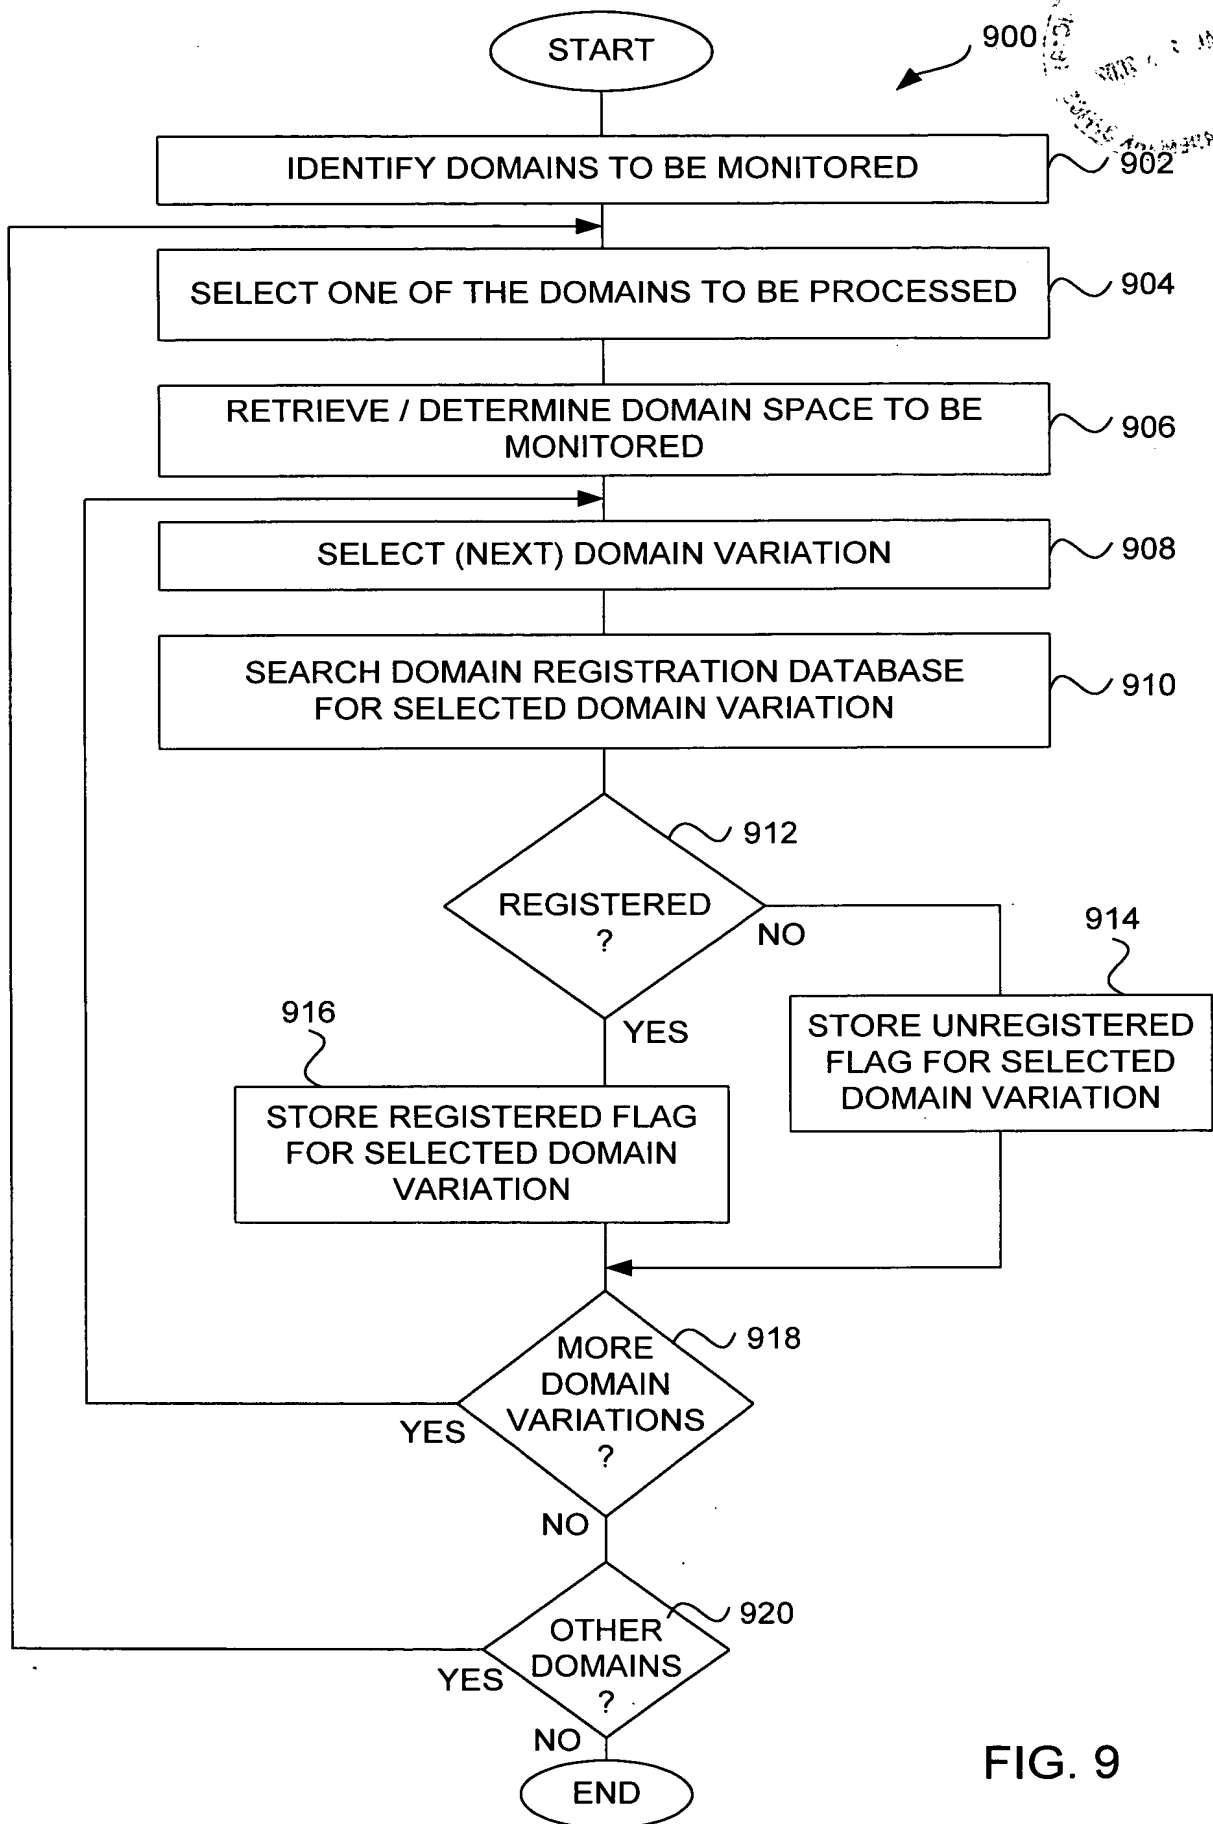 START
900
IDENTIFY DOMAINS TO BE MONITORED
902
SELECT ONE OF THE DOMAINS TO BE PROCESSED
904
RETRIEVE / DETERMINE DOMAIN SPACE TO BE
MONITORED
906
SELECT (NEXT) DOMAIN VARIATION
908
SEARCH DOMAIN REGISTRATION DATABASE
FOR SELECTED DOMAIN VARIATION
910
912
REGISTERED
?
NO
YES
914
STORE UNREGISTERED
FLAG FOR SELECTED
DOMAIN VARIATION
916
STORE REGISTERED FLAG
FOR SELECTED DOMAIN
VARIATION
918
MORE
DOMAIN
VARIATIONS
?
YES
NO
920
OTHER
DOMAINS
?
YES
NO
END
FIG. 9